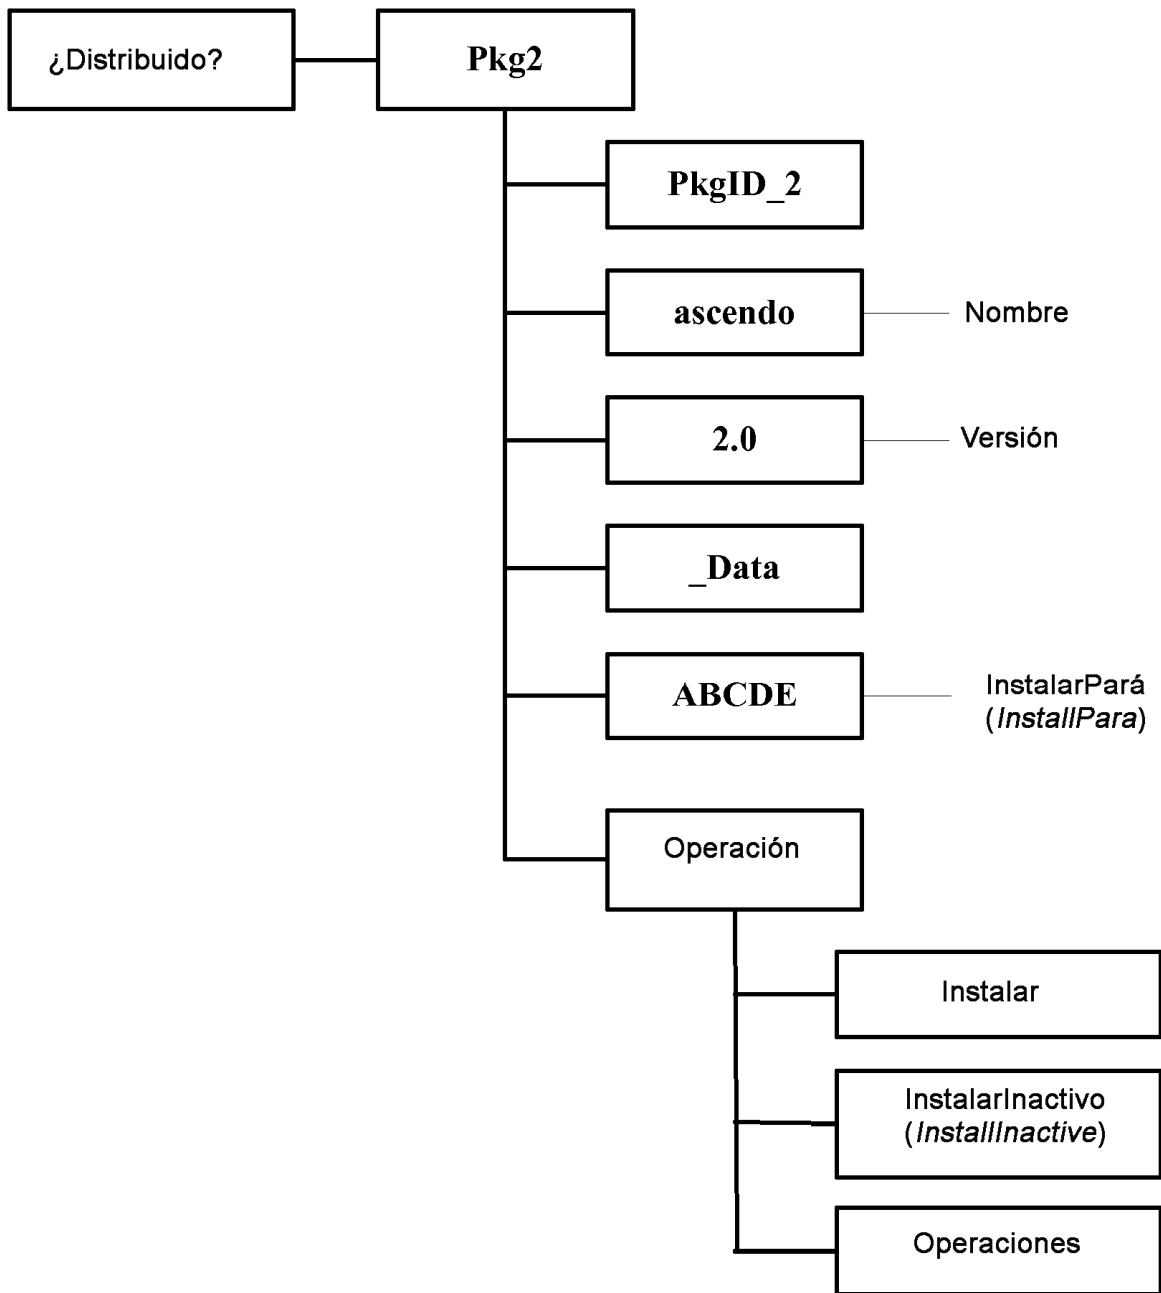 ¿Distribuido?
Pkg2
PkgID_2
ascendo
Nombre
2.0
Versión
_Data
ABCDE
InstalarPará
(InstallPara)
Operación
Instalar
InstalarInactivo
(InstallInactive)
Operaciones